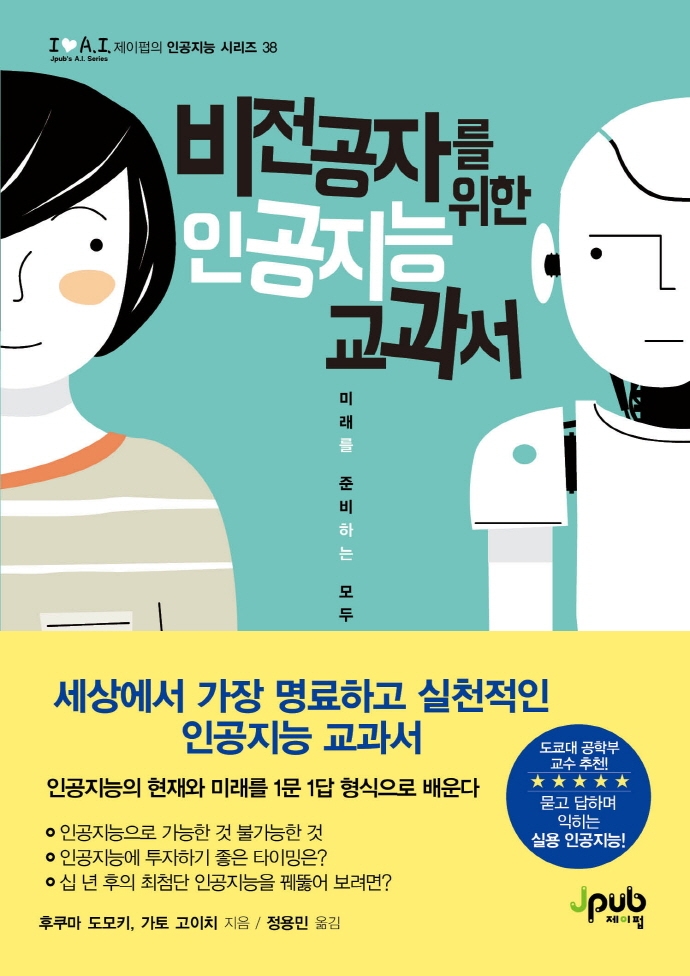 I♥A.I. 제이펍의 인공지능 시리즈 38
Jpub's A.I. Series
비전공자를
위한
인공지능
교과서
미래를 준비하는 모두
세상에서 가장 명료하고 실천적인
인공지능 교과서
인공지능의 현재와 미래를 1문 1답 형식으로 배운다
인공지능으로 가능한 것 불가능한 것
인공지능에 투자하기 좋은 타이밍은?
십 년 후의 최첨단 인공지능을 꿰뚫어 보려면?
후쿠마 도모키, 가토 고이치 지음 / 정용민 옮김
도쿄대 공학부
교수 추천!
★★★★★
묻고 답하며
익히는
실용 인공지능!
Jpub
제이펍